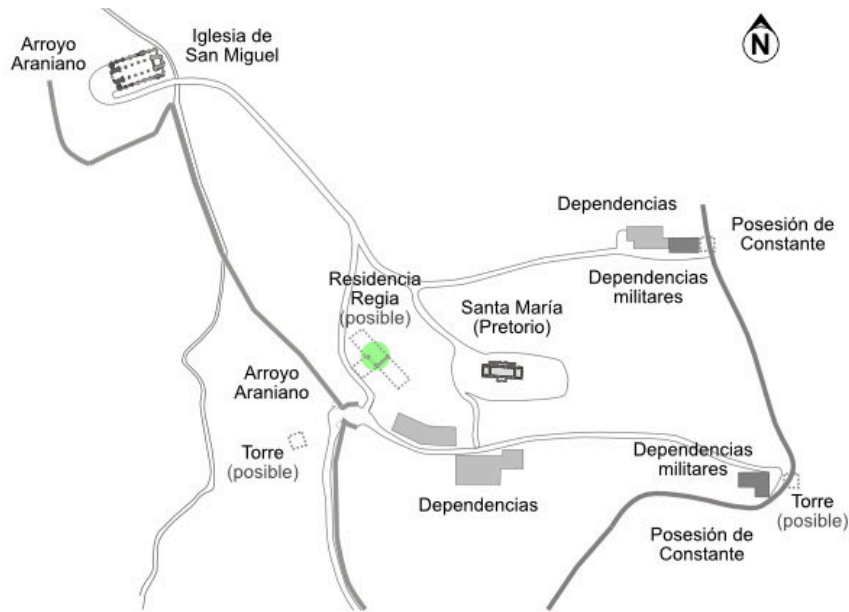 Arroyo
Araniano
Iglesia de
San Miguel
N
Dependencias
Posesión de
Constante
Dependencias
militares
Residencia
Regia
(posible)
Santa María
(Pretorio)
Arroyo
Araniano
Torre
(posible)
Dependencias
Dependencias
militares
Torre
(posible)
Posesión de
Constante